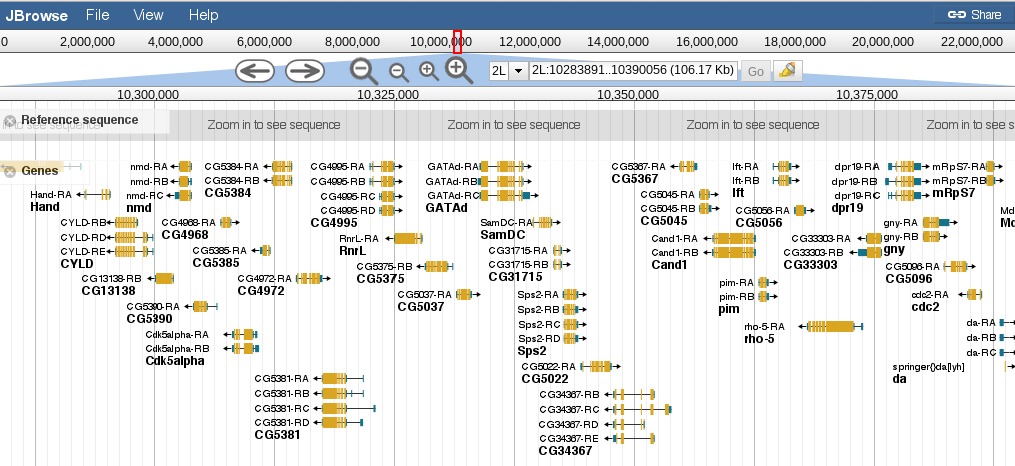 JBrowse File View Help Share
0 2,000,000 4,000,000 6,000,000 8,000,000 10,000,000 12,000,000 14,000,000 16,000,000 18,000,000 20,000,000 22,000,000
2L 2L:10283891..10390056 (106.17 Kb) Go
10,300,000 10,325,000 10,350,000 10,375,000
Reference sequence Zoom in to see sequence Zoom in to see sequence Zoom in to see sequence Zoom in to see s
Genes
nmd-RA CG5384-RA CG4995-RA GATAd-RA CG5367-RA lft-RA dpr19-RA mRpS7-RA
nmd-RB CG5384-RB CG4995-RB GATAd-RB CG5367 lft-RB dpr19-RB mRpS7-RB
Hand-RA nmd-RC CG5384 CG4995-RC GATAd-RC CG5045-RA lft dpr19-RC mRpS7
Hand nmd CG4995-RD GATAd CG5045-RB CG5056-RA dpr19
CYLD-RB CG4968-RA CG4995 SamDC-RA CG5045 CG5056 gny-RA
CYLD-RD CG4968 RnrL-RA SamDC Cand1-RA CG33303-RA gny-RB
CYLD-RE CG5385-RA RnrL CG31715-RA Cand1-RB CG33303-RB gny
CYLD CG5385 CG5375-RB CG31715-RB Cand1 CG33303 CG5096-RA
CG13138-RB CG4972-RA CG5375 CG31715 pim-RA CG5096
CG13138 CG4972 CG5037-RA Sps2-RA pim-RB cdc2-RA
CG5390-RA CG5037 Sps2-RB pim cdc2
CG5390 Sps2-RC rho-5-RA da-RA
Cdk5alpha-RA Sps2-RD rho-5 da-RB
Cdk5alpha-RB Sps2 da-RC
Cdk5alpha CG5022-RA springer{}da[lyh]
CG5381-RA CG5022 da
CG5381-RB CG34367-RB
CG5381-RC CG34367-RC
CG5381-RD CG34367-RD
CG5381 CG34367-RE
CG34367